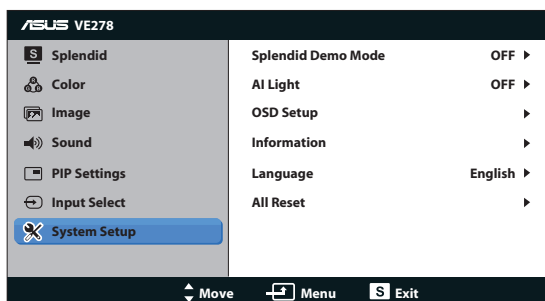 ASUS VE278
S Splendid
Color
Image
Sound
PIP Settings
Input Select
System Setup
Splendid Demo Mode OFF
AI Light OFF
OSD Setup
Information
Language English
All Reset
Move Menu S Exit